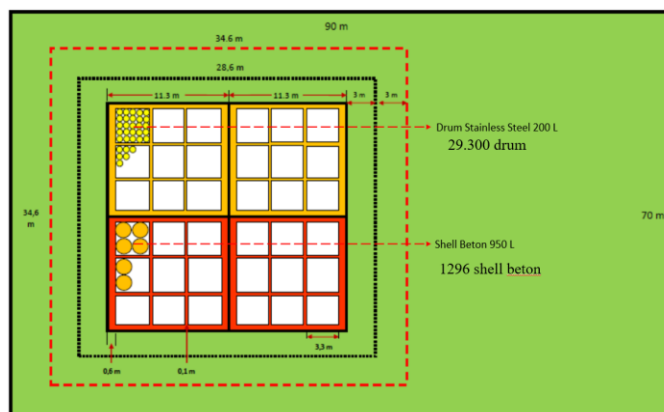 90 m
34.6 m
28,6 m
11.3 m
11.3 m
3 m
3 m
Drum Stainless Steel 200 L
29.300 drum
34,6
m
70 m
Shell Beton 950 L
1296 shell beton
3,3 m
0,6 m
0,1 m